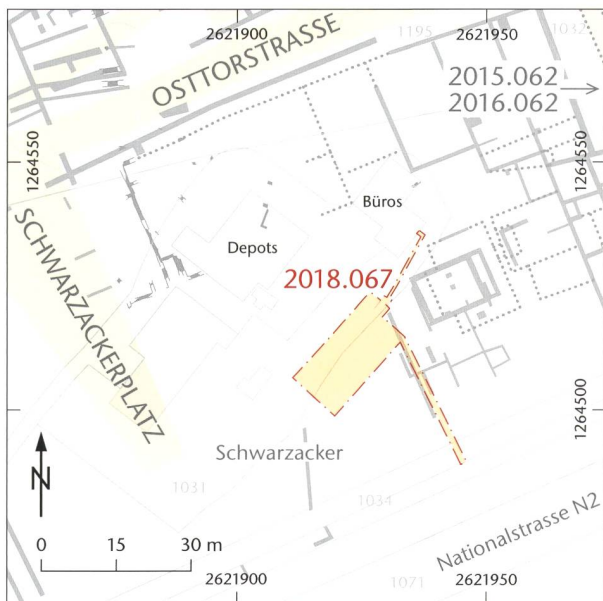 2621900
2621950
1195
1032
OSTTORSTRASSE
2015.062
2016.062
1264550
1264550
SCHWARZACKERPLATZ
Büros
Depots
2018.067
1264500
Schwarzacker
1031
1034
N
Nationalstrasse N2
0 15 30 m
2621900
2621950
1071